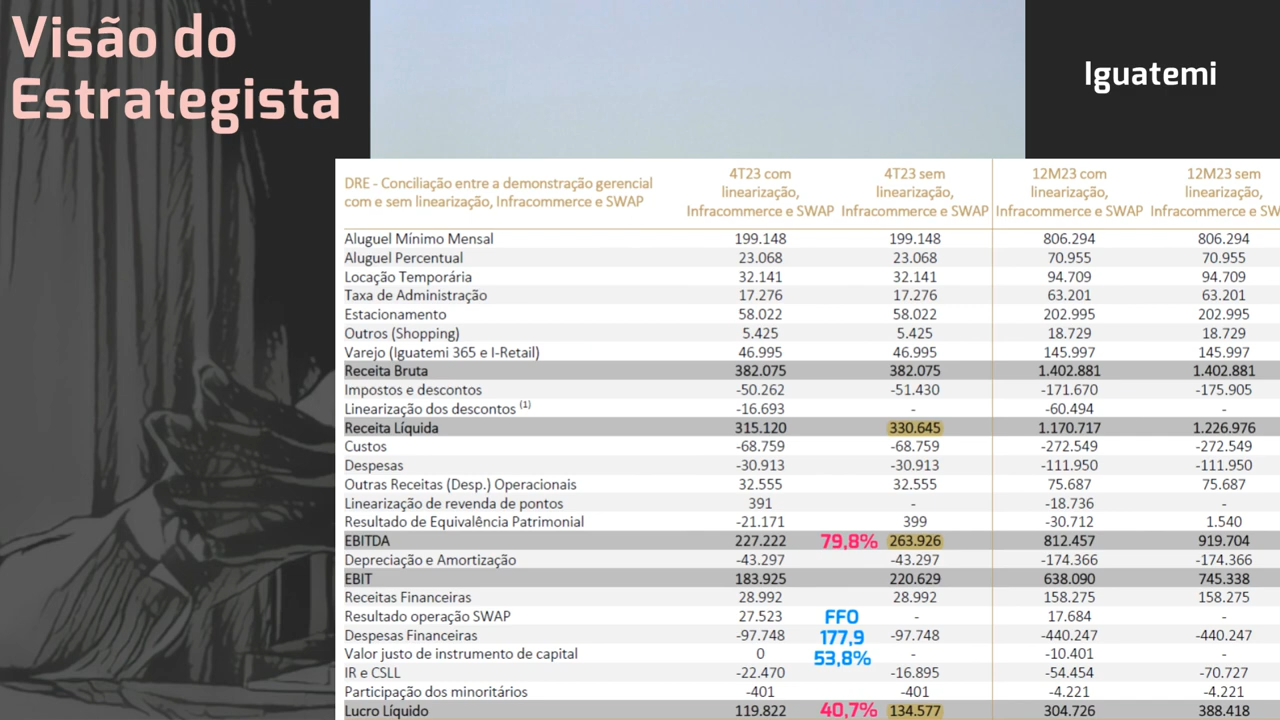 Visão do
Estrategista
Iguatemi
DRE - Conciliação entre a demonstração gerencial
com e sem linearização, Infracommerce e SWAP
4T23 com
linearização,
Infracommerce e SWAP
4T23 sem
linearização,
Infracommerce e SWAP
12M23 com
linearização,
Infracommerce e SWAP
12M23 sem
linearização,
Infracommerce e SW
Aluguel Mínimo Mensal 199.148 199.148 806.294 806.294
Aluguel Percentual 23.068 23.068 70.955 70.955
Locação Temporária 32.141 32.141 94.709 94.709
Taxa de Administração 17.276 17.276 63.201 63.201
Estacionamento 58.022 58.022 202.995 202.995
Outros (Shopping) 5.425 5.425 18.729 18.729
Varejo (Iguatemi 365 e I-Retail) 46.995 46.995 145.997 145.997
Receita Bruta 382.075 382.075 1.402.881 1.402.881
Impostos e descontos -50.262 -51.430 -171.670 -175.905
Linearização dos descontos (1) -16.693 - -60.494 -
Receita Líquida 315.120 330.645 1.170.717 1.226.976
Custos -68.759 -68.759 -272.549 -272.549
Despesas -30.913 -30.913 -111.950 -111.950
Outras Receitas (Desp.) Operacionais 32.555 32.555 75.687 75.687
Linearização de revenda de pontos 391 - -18.736 -
Resultado de Equivalência Patrimonial -21.171 399 -30.712 1.540
EBITDA 227.222 79,8% 263.926 812.457 919.704
Depreciação e Amortização -43.297 -43.297 -174.366 -174.366
EBIT 183.925 220.629 638.090 745.338
Receitas Financeiras 28.992 28.992 158.275 158.275
Resultado operação SWAP 27.523 FFO - 17.684 -
Despesas Financeiras -97.748 177,9 -97.748 -440.247 -440.247
Valor justo de instrumento de capital 0 53,8% - -10.401 -
IR e CSLL -22.470 -16.895 -54.454 -70.727
Participação dos minoritários -401 -401 -4.221 -4.221
Lucro Líquido 119.822 40,7% 134.577 304.726 388.418